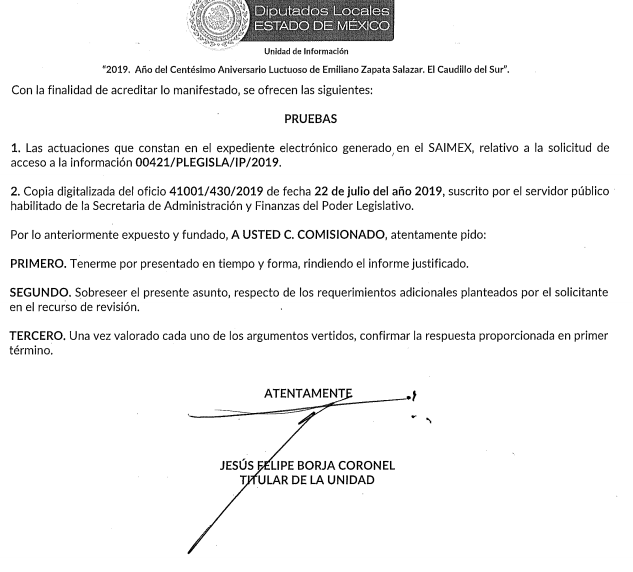 Diputados Locales
ESTADO DE MÉXICO
Unidad de Información
"2019. Año del Centésimo Aniversario Luctuoso de Emiliano Zapata Salazar. El Caudillo del Sur".
Con la finalidad de acreditar lo manifestado, se ofrecen las siguientes:
PRUEBAS
1. Las actuaciones que constan en el expediente electrónico generado en el SAIMEX, relativo a la solicitud de
acceso a la información 00421/PLEGISLA/IP/2019.
2. Copia digitalizada del oficio 41001/430/2019 de fecha 22 de julio del año 2019, suscrito por el servidor público
habilitado de la Secretaria de Administración y Finanzas del Poder Legislativo.
Por lo anteriormente expuesto y fundado, A USTED C. COMISIONADO, atentamente pido:
PRIMERO. Tenerme por presentado en tiempo y forma, rindiendo el informe justificado.
SEGUNDO. Sobreseer el presente asunto, respecto de los requerimientos adicionales planteados por el solicitante
en el recurso de revisión.
TERCERO. Una vez valorado cada uno de los argumentos vertidos, confirmar la respuesta proporcionada en primer
término.
ATENTAMENTE
JESÚS FELIPE BORJA CORONEL
TITULAR DE LA UNIDAD